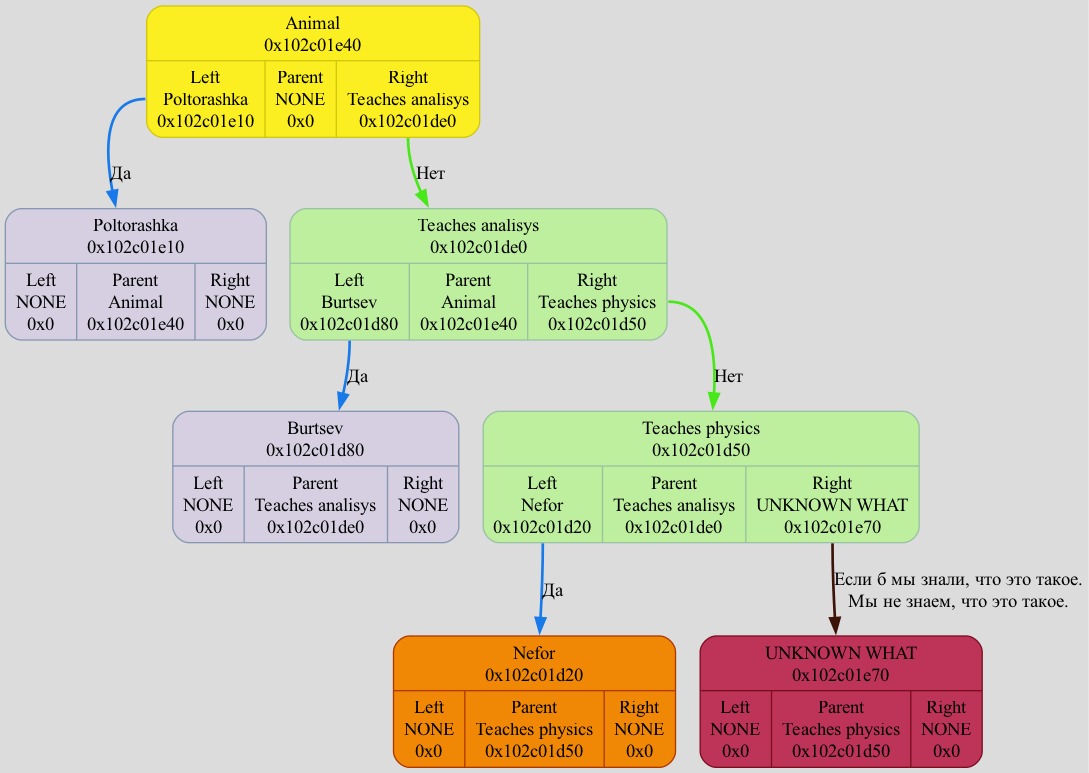 Animal
0x102c01e40
Left
Poltorashka
0x102c01e10
Parent
NONE
0x0
Right
Teaches analisys
0x102c01de0
Да
Нет
Poltorashka
0x102c01e10
Left
NONE
0x0
Parent
Animal
0x102c01e40
Right
NONE
0x0
Teaches analisys
0x102c01de0
Left
Burtsev
0x102c01d80
Parent
Animal
0x102c01e40
Right
Teaches physics
0x102c01d50
Да
Нет
Burtsev
0x102c01d80
Left
NONE
0x0
Parent
Teaches analisys
0x102c01de0
Right
NONE
0x0
Teaches physics
0x102c01d50
Left
Nefor
0x102c01d20
Parent
Teaches analisys
0x102c01de0
Right
UNKNOWN WHAT
0x102c01e70
Да
Если б мы знали, что это такое.
Мы не знаем, что это такое.
Nefor
0x102c01d20
Left
NONE
0x0
Parent
Teaches physics
0x102c01d50
Right
NONE
0x0
UNKNOWN WHAT
0x102c01e70
Left
NONE
0x0
Parent
Teaches physics
0x102c01d50
Right
NONE
0x0